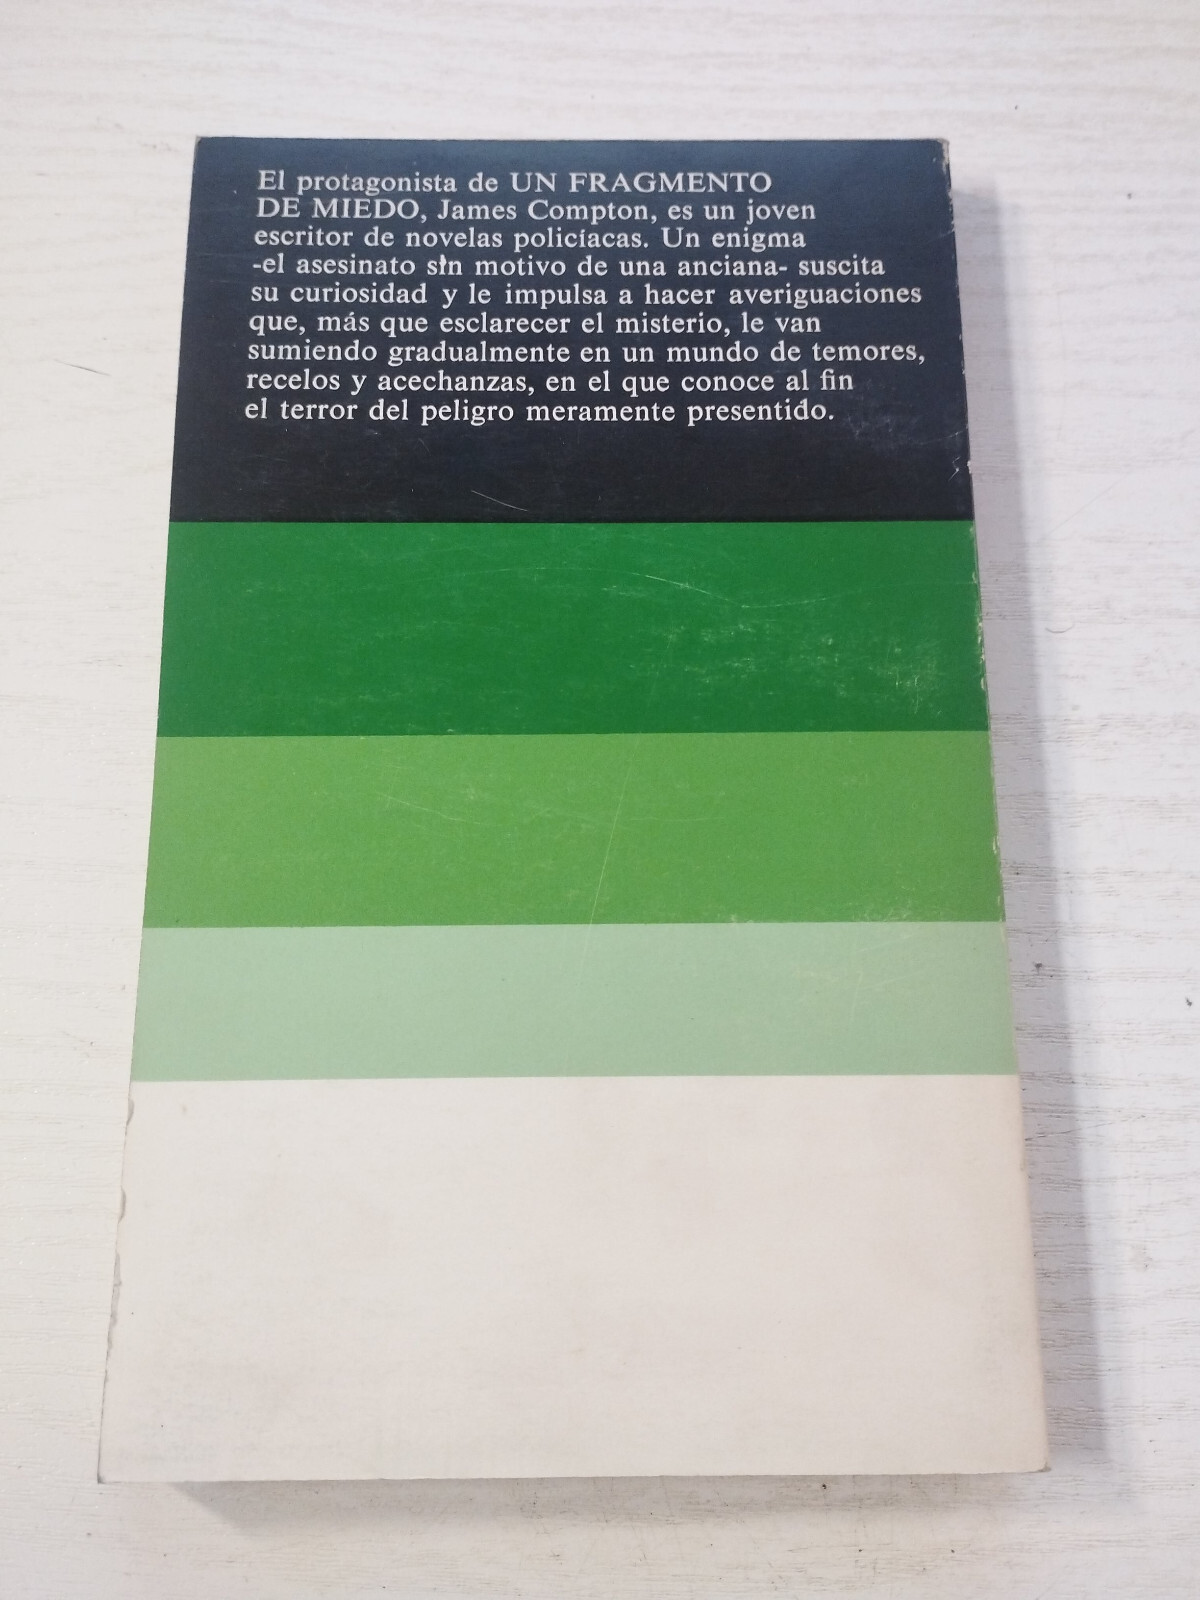 El protagonista de UN FRAGMENTO
DE MIEDO, James Compton, es un joven
escritor de novelas policíacas. Un enigma
-el asesinato sin motivo de una anciana- suscita
su curiosidad y le impulsa a hacer averiguaciones
que, más que esclarecer el misterio, le van
sumiendo gradualmente en un mundo de temores,
recelos y acechanzas, en el que conoce al fin
el terror del peligro meramente presentido.